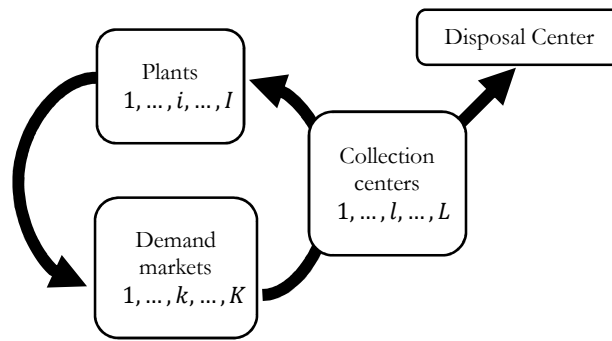 Disposal Center
Plants
1, … , i, … , I
Collection
centers
1, … , l, … , L
Demand
markets
1, … , k, … , K